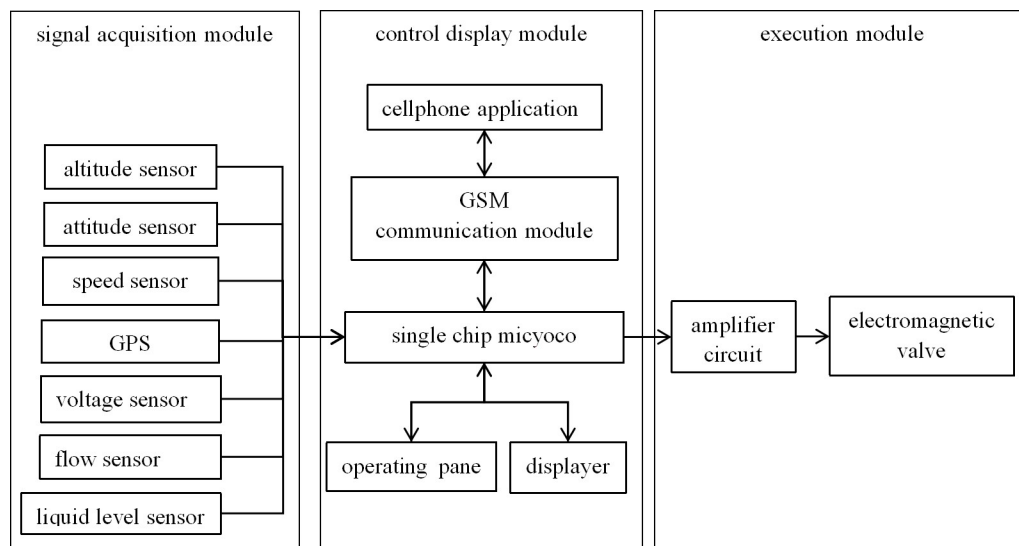 signal acquisition module
altitude sensor
attitude sensor
speed sensor
GPS
voltage sensor
flow sensor
liquid level sensor
control display module
cellphone application
GSM
communication module
single chip micyoco
operating pane
displayer
execution module
amplifier
circuit
electromagnetic
valve